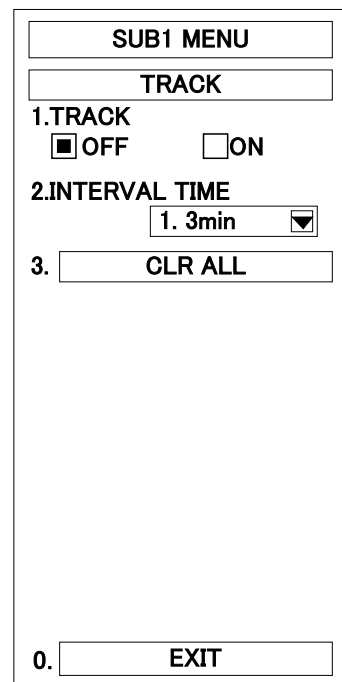 SUB1 MENU
TRACK
1.TRACK
OFF ON
2.INTERVAL TIME
1. 3min
3. CLR ALL
0. EXIT